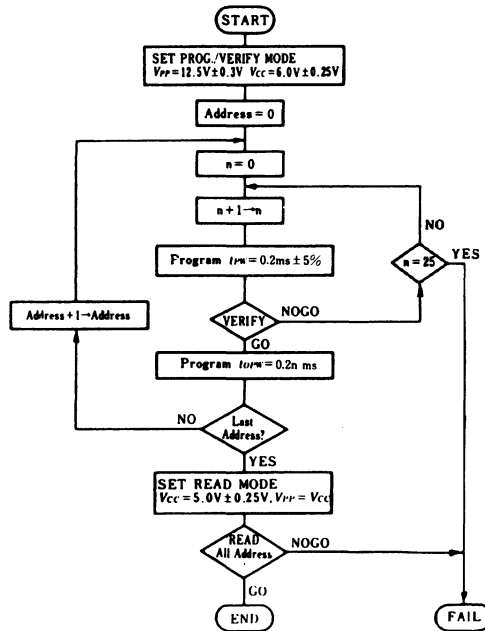 START
SET PROG./VERIFY MODE
VPP=12.5V±0.3V VCC=6.0V±0.25V
Address=0
n=0
n+1→n
NO
Program tPW=0.2ms±5%
n=25
YES
Address+1→Address
VERIFY
NOGO
GO
Program tOPW=0.2n ms
NO
Last
Address?
YES
SET READ MODE
VCC=5.0V±0.25V, VPP=VCC
READ
All Address
NOGO
GO
END
FAIL